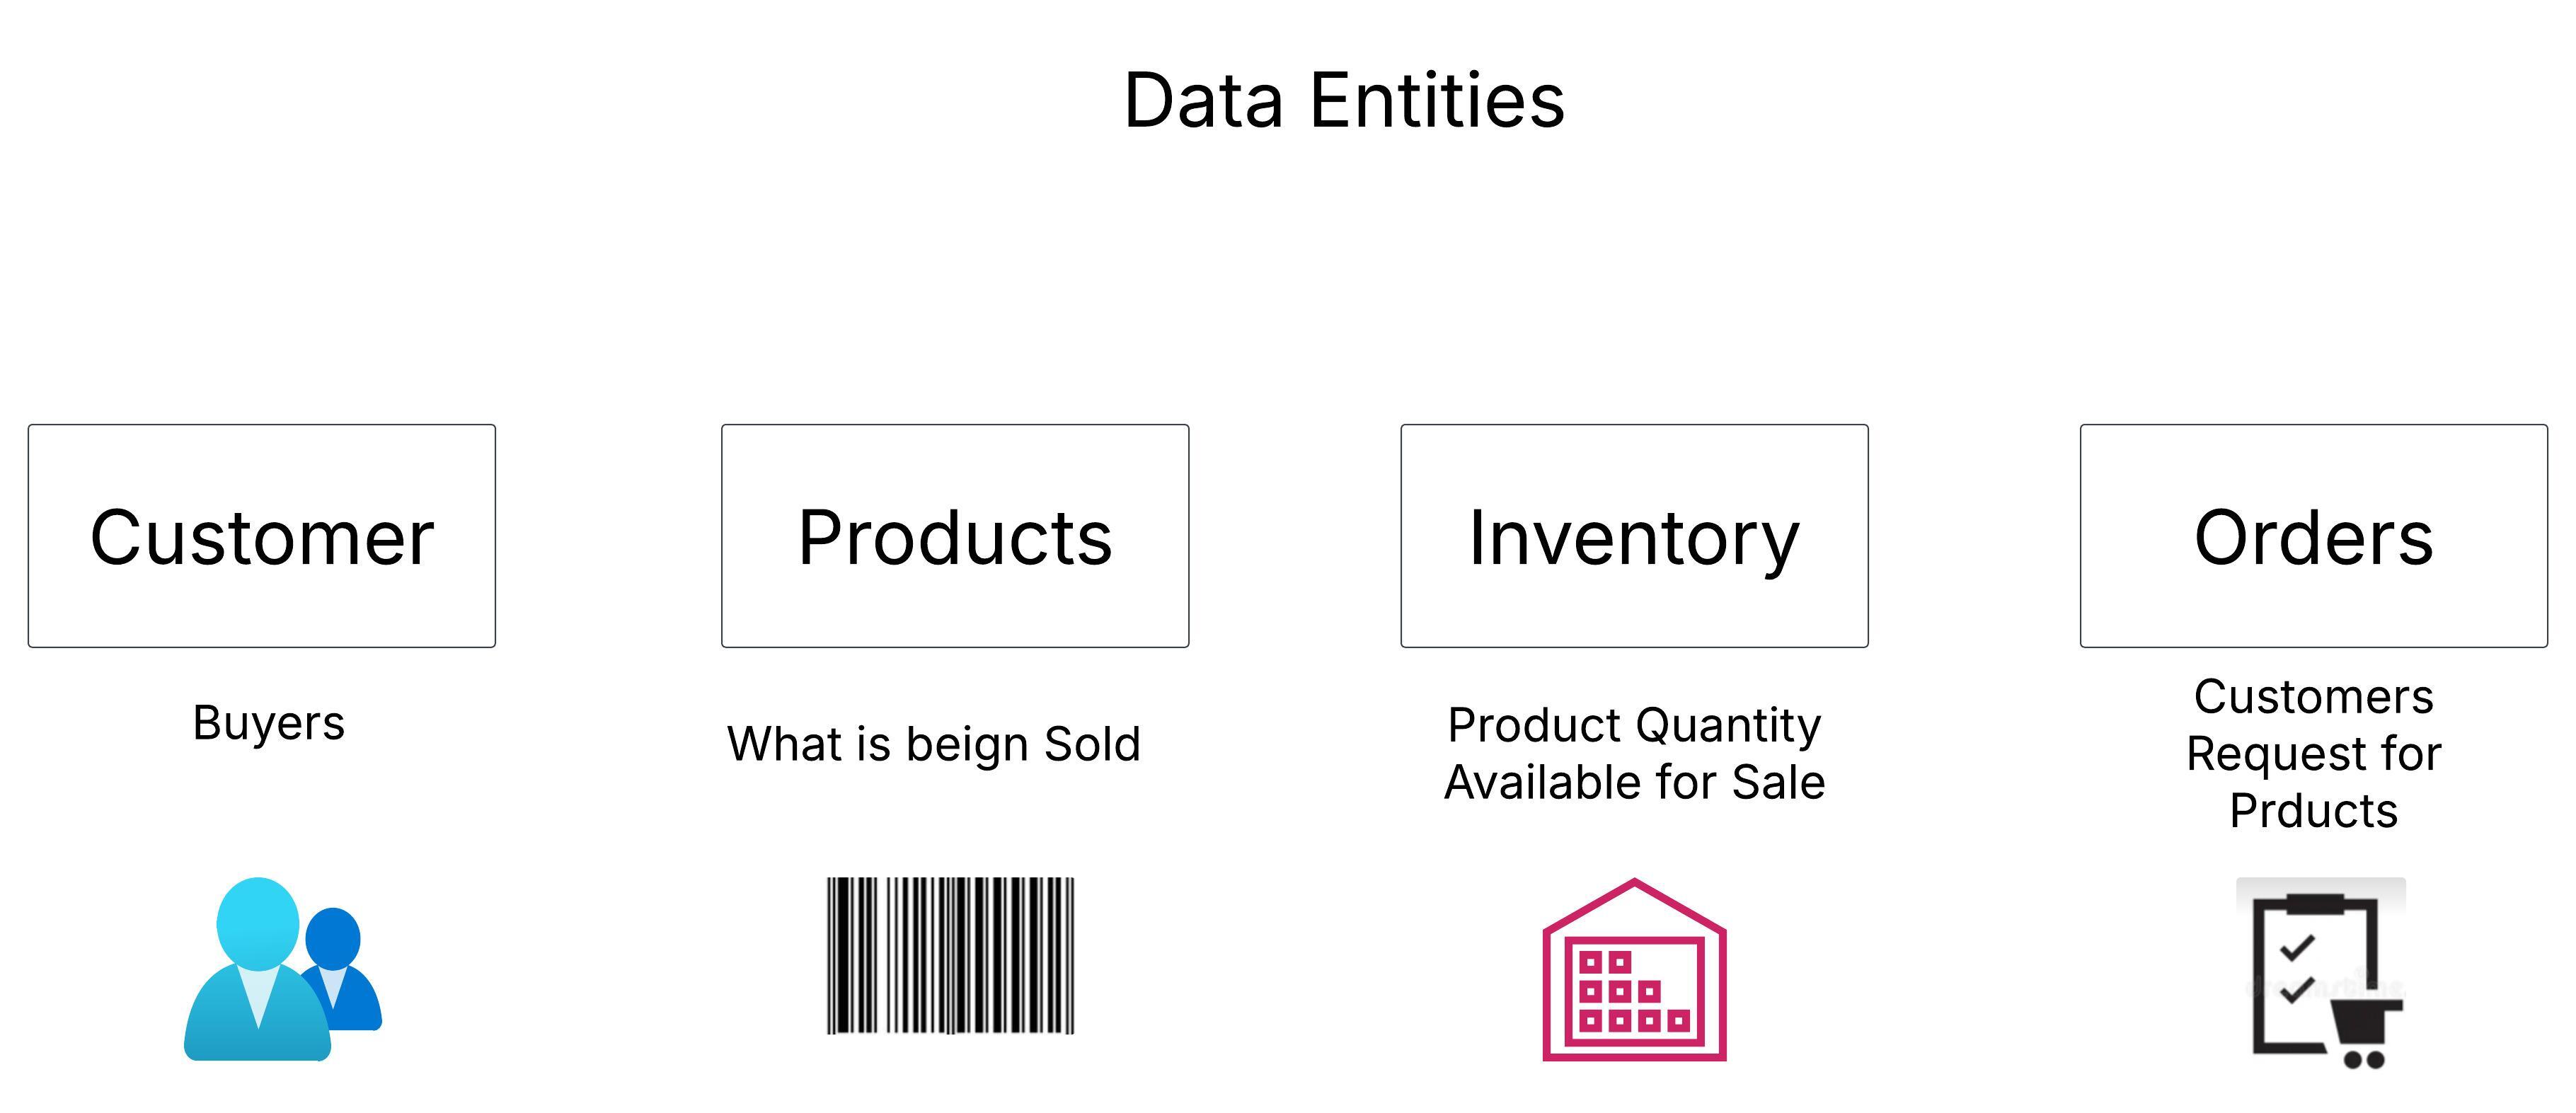 Data Entities
Customer
Products
Inventory
Orders
Buyers
What is beign Sold
Product Quantity
Available for Sale
Customers
Request for
Prducts
dreamstime